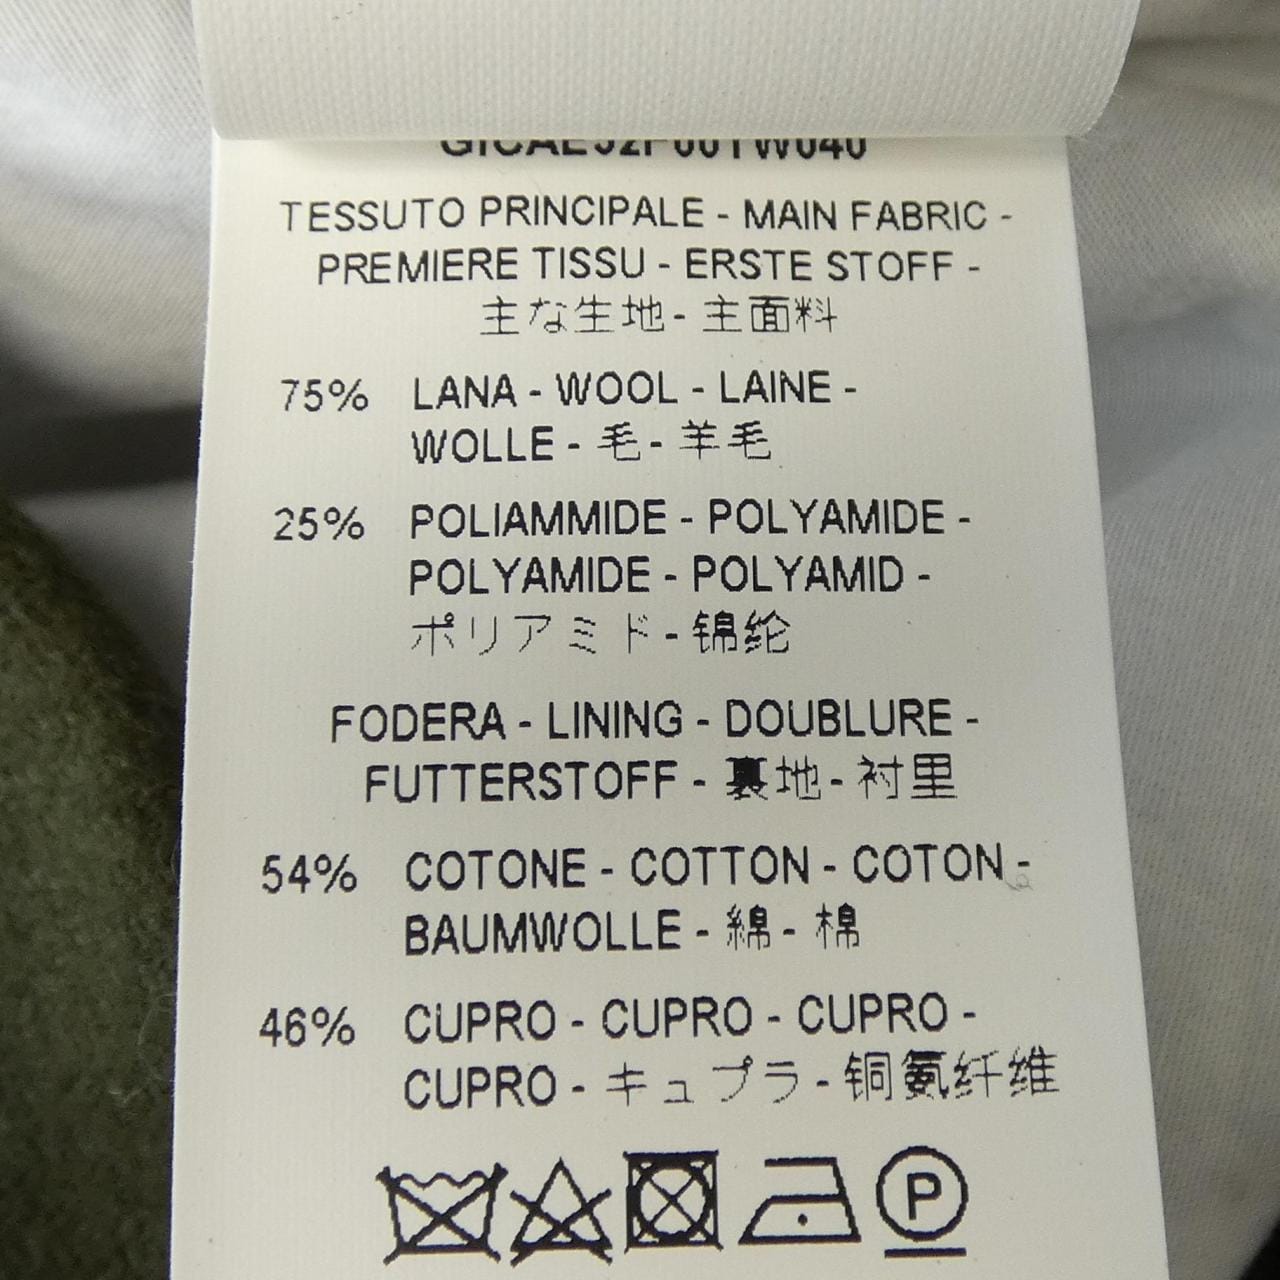 TESSUTO PRINCIPALE - MAIN FABRIC -
PREMIERE TISSU - ERSTE STOFF -
主な生地 - 主面料
75% LANA - WOOL - LAINE -
WOLLE - 毛 - 羊毛
25% POLIAMMIDE - POLYAMIDE -
POLYAMIDE - POLYAMID -
ポリアミド - 锦纶
FODERA - LINING - DOUBLURE -
FUTTERSTOFF - 裏地 - 衬里
54% COTONE - COTTON - COTON -
BAUMWOLLE - 綿 - 棉
46% CUPRO - CUPRO - CUPRO -
CUPRO - キュプラ - 铜氨纤维
P